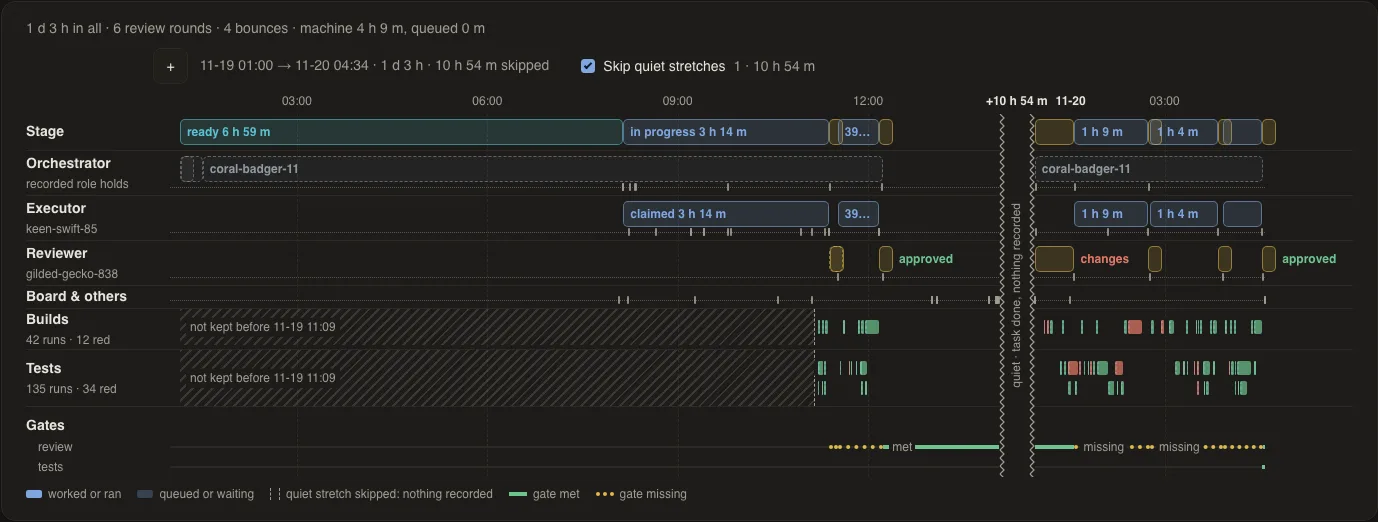 1 d 3 h in all · 6 review rounds · 4 bounces · machine 4 h 9 m, queued 0 m
+ 11-19 01:00 → 11-20 04:34 · 1 d 3 h · 10 h 54 m skipped Skip quiet stretches 1 · 10 h 54 m
03:00 06:00 09:00 12:00 +10 h 54 m 11-20 03:00
Stage ready 6 h 59 m in progress 3 h 14 m 39… 1 h 9 m 1 h 4 m
Orchestrator
recorded role holds
coral-badger-11 coral-badger-11
Executor
keen-swift-85
claimed 3 h 14 m 39… 1 h 9 m 1 h 4 m
Reviewer
gilded-gecko-838
approved changes approved
quiet · task done, nothing recorded
Board & others
Builds
42 runs · 12 red
not kept before 11-19 11:09
Tests
135 runs · 34 red
not kept before 11-19 11:09
Gates
review met missing missing
tests
worked or ran queued or waiting quiet stretch skipped: nothing recorded gate met gate missing